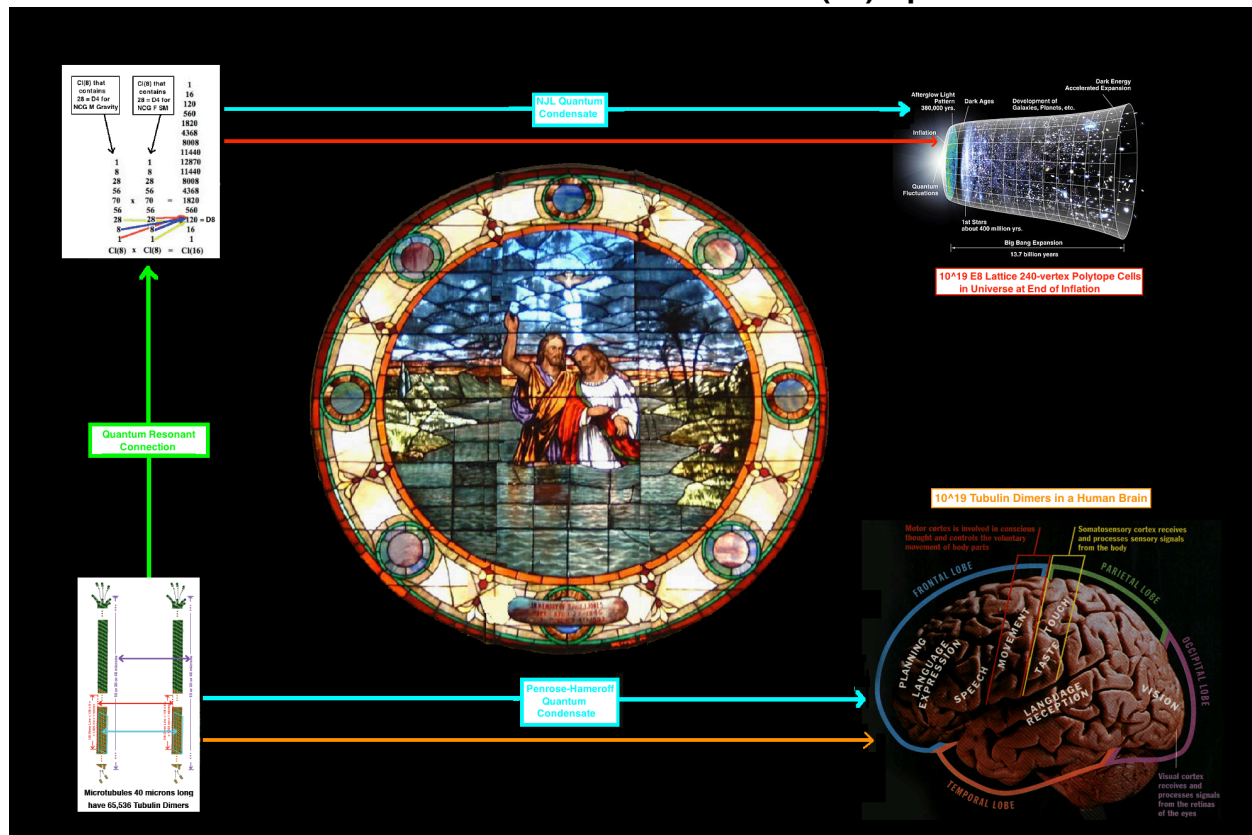 Cl(8) that
contains
28 = D4 for
NCG M Gravity
Cl(8) that
contains
28 = D4 for
NCG F SM
1
16
120
560
1820
4368
8008
11440
1 1 12870
8 8 11440
28 28 8008
56 56 4368
70 x 70 = 1820
56 56 560
28 28 120 = D8
8 8 16
1 1 1
Cl(8) x Cl(8) = Cl(16)
NJL Quantum
Condensate
Dark Energy
Accelerated Expansion
Afterglow Light
Pattern
380,000 yrs.
Dark Ages
Development of
Galaxies, Planets, etc.
Inflation
Quantum
Fluctuations
1st Stars
about 400 million yrs.
Big Bang Expansion
13.7 billion years
10^19 E8 Lattice 240-vertex Polytope Cells
in Universe at End of Inflation
Quantum Resonant
Connection
10^19 Tubulin Dimers in a Human Brain
Motor cortex is involved in conscious
thought and controls the voluntary
movement of body parts
Somatosensory cortex receives
and processes sensory signals
from the body
FRONTAL LOBE
PARIETAL LOBE
OCCIPITAL LOBE
TEMPORAL LOBE
PLANNING
LANGUAGE
EXPRESSION
SPEECH
MOVEMENT
TOUCH
TASTE
LANGUAGE
RECEPTION
VISION
Visual cortex
receives and
processes signals
from the retinas
of the eyes
Penrose-Hameroff
Quantum
Condensate
Microtubules 40 microns long
have 65,536 Tubulin Dimers